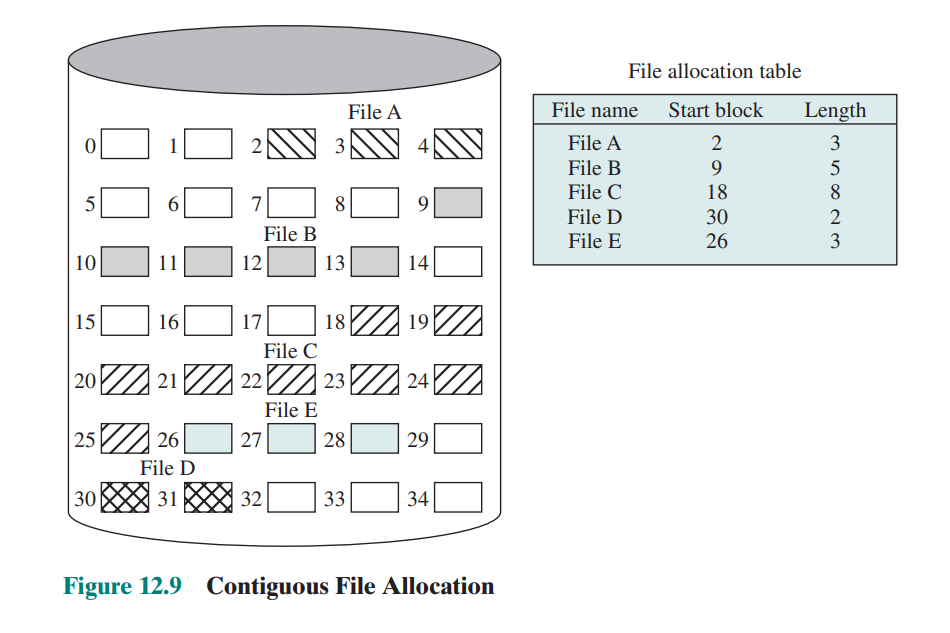 File allocation table
File name Start block Length
File A 2 3
File B 9 5
File C 18 8
File D 30 2
File E 26 3
File A
0 1 2 3 4
5 6 7 8 9
File B
10 11 12 13 14
15 16 17 18 19
File C
20 21 22 23 24
File E
25 26 27 28 29
File D
30 31 32 33 34
Figure 12.9 Contiguous File Allocation